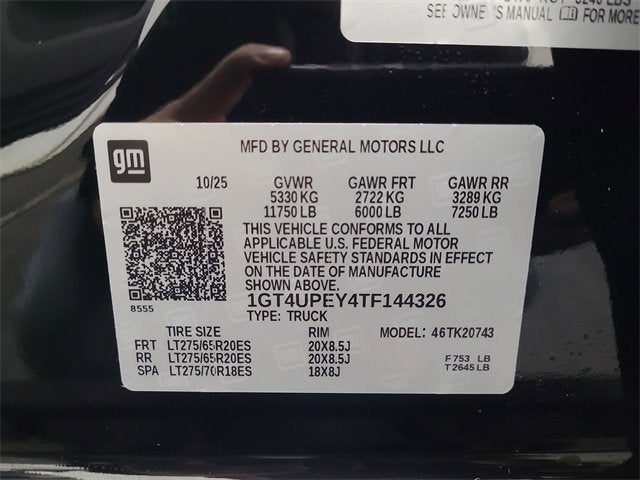 SEE OWNE 'S MANUAL FOR MORE
gm
MFD BY GENERAL MOTORS LLC
10/25 GVWR GAWR FRT GAWR RR
5330 KG 2722 KG 3289 KG
11750 LB 6000 LB 7250 LB
THIS VEHICLE CONFORMS TO ALL
APPLICABLE U.S. FEDERAL MOTOR
VEHICLE SAFETY STANDARDS IN EFFECT
ON THE DATE OF MANUFACTURE
SHOWN ABOVE.
8555
1GT4UPEY4TF144326
TYPE: TRUCK
TIRE SIZE RIM MODEL: 46TK20743
FRT LT275/65R20ES 20X8.5J
RR LT275/65R20ES 20X8.5J F753 LB
SPA LT275/70R18ES 18X8J T2645LB